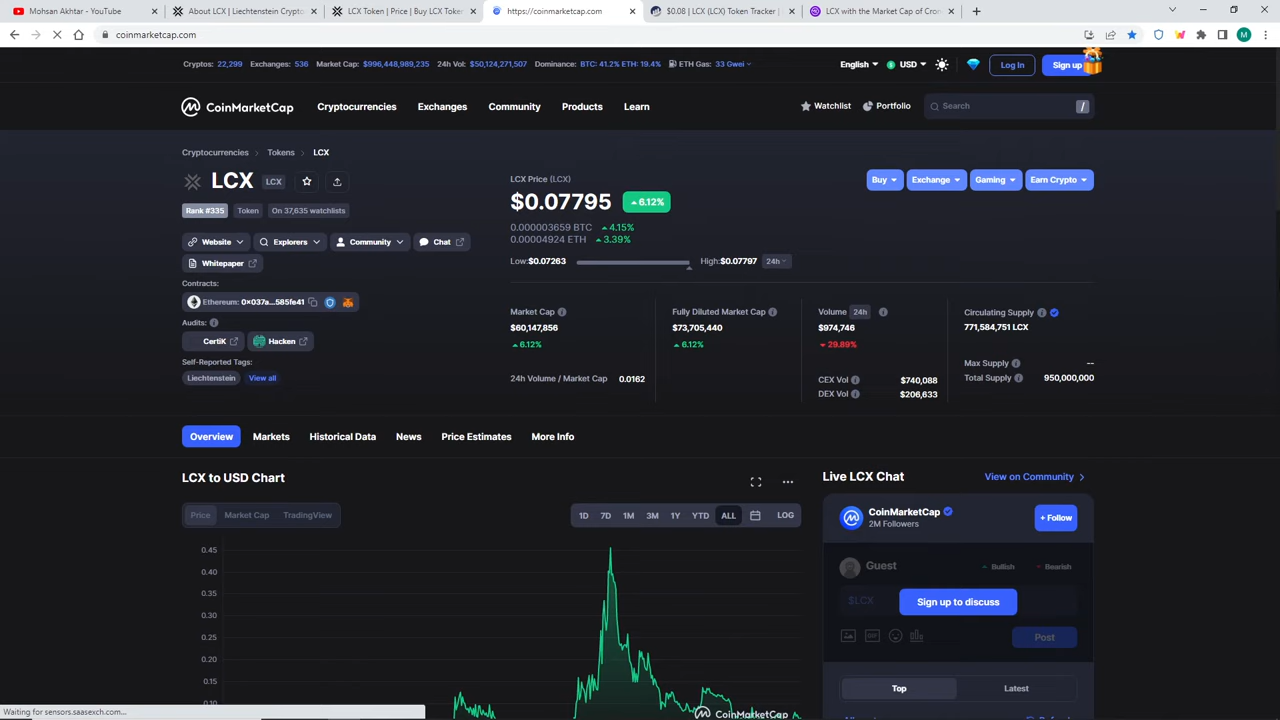 Mohsan Akhtar - YouTube
About LCX | Liechtenstein Crypto
LCX Token | Price | Buy LCX Token
https://coinmarketcap.com
$0.08 | LCX (LCX) Token Tracker |
LCX with the Market Cap of Cron
coinmarketcap.com
M
Cryptos: 22,299 Exchanges: 536 Market Cap: $996,448,989,235 24h Vol: $50,124,271,507 Dominance: BTC: 41.2% ETH: 19.4% ETH Gas: 33 Gwei
English USD Log In Sign up
CoinMarketCap Cryptocurrencies Exchanges Community Products Learn Watchlist Portfolio Search /
Cryptocurrencies > Tokens > LCX
LCX LCX
Rank #335 Token On 37,635 watchlists
Website Explorers Community Chat
Whitepaper
Contracts:
Ethereum: 0x037a...585fe41
Audits:
CertiK Hacken
Self-Reported Tags:
Liechtenstein View all
LCX Price (LCX)
$0.07795 6.12%
0.000003659 BTC 4.15%
0.00004924 ETH 3.39%
Low:$0.07263 High:$0.07797 24h
Buy Exchange Gaming Earn Crypto
Market Cap
$60,147,856
6.12%
24h Volume / Market Cap 0.0162
Fully Diluted Market Cap
$73,705,440
6.12%
Volume 24h
$974,746
29.89%
CEX Vol $740,088
DEX Vol $206,633
Circulating Supply
771,584,751 LCX
Max Supply --
Total Supply 950,000,000
Overview Markets Historical Data News Price Estimates More Info
LCX to USD Chart
Price Market Cap TradingView
1D 7D 1M 3M 1Y YTD ALL LOG
0.45
0.40
0.35
0.30
0.25
0.20
0.15
0.10
CoinMarketCap
Live LCX Chat View on Community >
CoinMarketCap
2M Followers
+ Follow
Guest Bullish Bearish
$LCX
Sign up to discuss
GIF
Post
Top Latest
Waiting for sensors.saasexch.com...